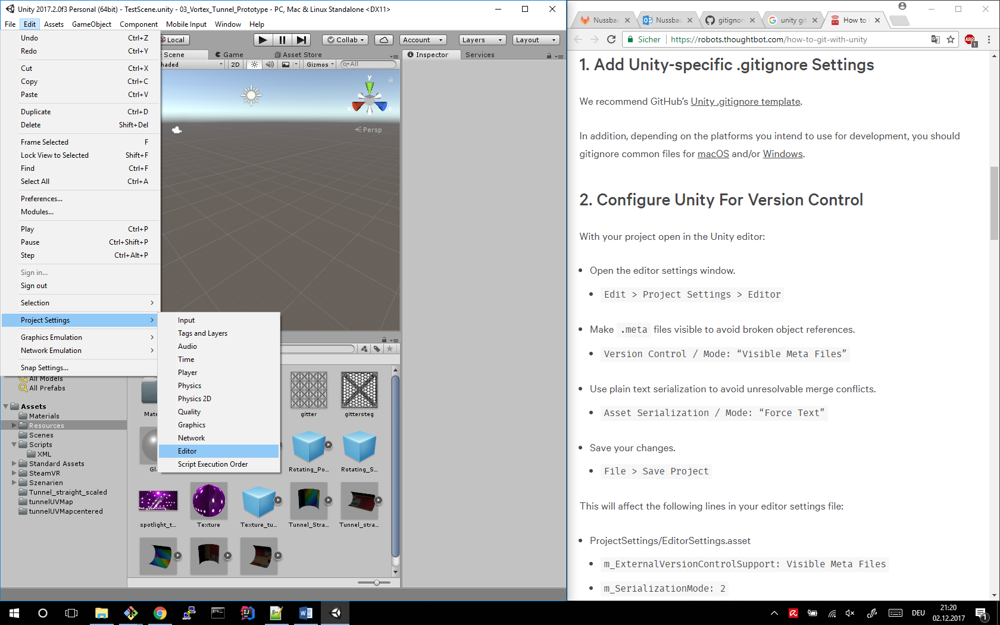 Unity 2017.2.0f3 Personal (64bit) - TestScene.unity - 03_Vortex_Tunnel_Prototype - PC, Mac & Linux Standalone <DX11>
File Edit Assets GameObject Component Mobile Input Window Help
Undo Ctrl+Z
Redo Ctrl+Y
Cut Ctrl+X
Copy Ctrl+C
Paste Ctrl+V
Duplicate Ctrl+D
Delete Shift+Del
Frame Selected F
Lock View to Selected Shift+F
Find Ctrl+F
Select All Ctrl+A
Preferences...
Modules...
Play Ctrl+P
Pause Ctrl+Shift+P
Step Ctrl+Alt+P
Sign in...
Sign out
Selection
Project Settings
Graphics Emulation
Network Emulation
Snap Settings...
Input
Tags and Layers
Audio
Time
Player
Physics
Physics 2D
Quality
Graphics
Network
Editor
Script Execution Order
Local Collab Account Layers Layout
Scene Game Asset Store
haded 2D Gizmos All
y
x z
Persp
Inspector Services
All Models
All Prefabs
Assets
Materials
Resources
Scenes
Scripts
XML
Standard Assets
SteamVR
Szenarien
Tunnel_straight_scaled
tunnelUVMap
tunnelUVMapcentered
Mate gitter gittersteg
Gla Rotating_Po... Rotating_S...
spotlight_t... Texture Texture_tu... Tunnel_Stra... Tunnel_stra...
Nussbau Nussbau gitignor unity git How to
Sicher https://robots.thoughtbot.com/how-to-git-with-unity
ABP 1
1. Add Unity-specific .gitignore Settings
We recommend GitHub’s Unity .gitignore template.
In addition, depending on the platforms you intend to use for development, you should
gitignore common files for macOS and/or Windows.
2. Configure Unity For Version Control
With your project open in the Unity editor:
Open the editor settings window.
Edit > Project Settings > Editor
Make .meta files visible to avoid broken object references.
Version Control / Mode: “Visible Meta Files”
Use plain text serialization to avoid unresolvable merge conflicts.
Asset Serialization / Mode: “Force Text”
Save your changes.
File > Save Project
This will affect the following lines in your editor settings file:
ProjectSettings/EditorSettings.asset
m_ExternalVersionControlSupport: Visible Meta Files
m_SerializationMode: 2
DEU
21:20
02.12.2017
1